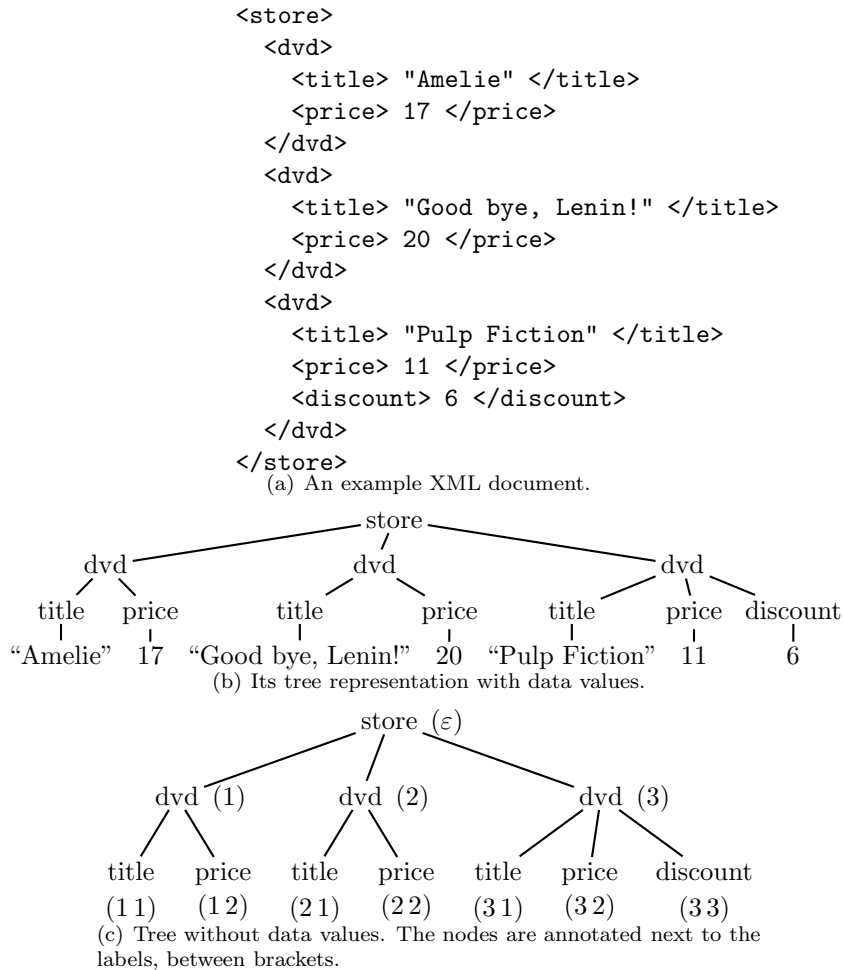 <store>
<dvd>
<title> "Amelie" </title>
<price> 17 </price>
</dvd>
<dvd>
<title> "Good bye, Lenin!" </title>
<price> 20 </price>
</dvd>
<dvd>
<title> "Pulp Fiction" </title>
<price> 11 </price>
<discount> 6 </discount>
</dvd>
</store>
(a) An example XML document.
store
dvd dvd dvd
title price title price title price discount
“Amelie” 17 “Good bye, Lenin!” 20 “Pulp Fiction” 11 6
(b) Its tree representation with data values.
store (ε)
dvd (1) dvd (2) dvd (3)
title price title price title price discount
(1 1) (1 2) (2 1) (2 2) (3 1) (3 2) (3 3)
(c) Tree without data values. The nodes are annotated next to the
labels, between brackets.